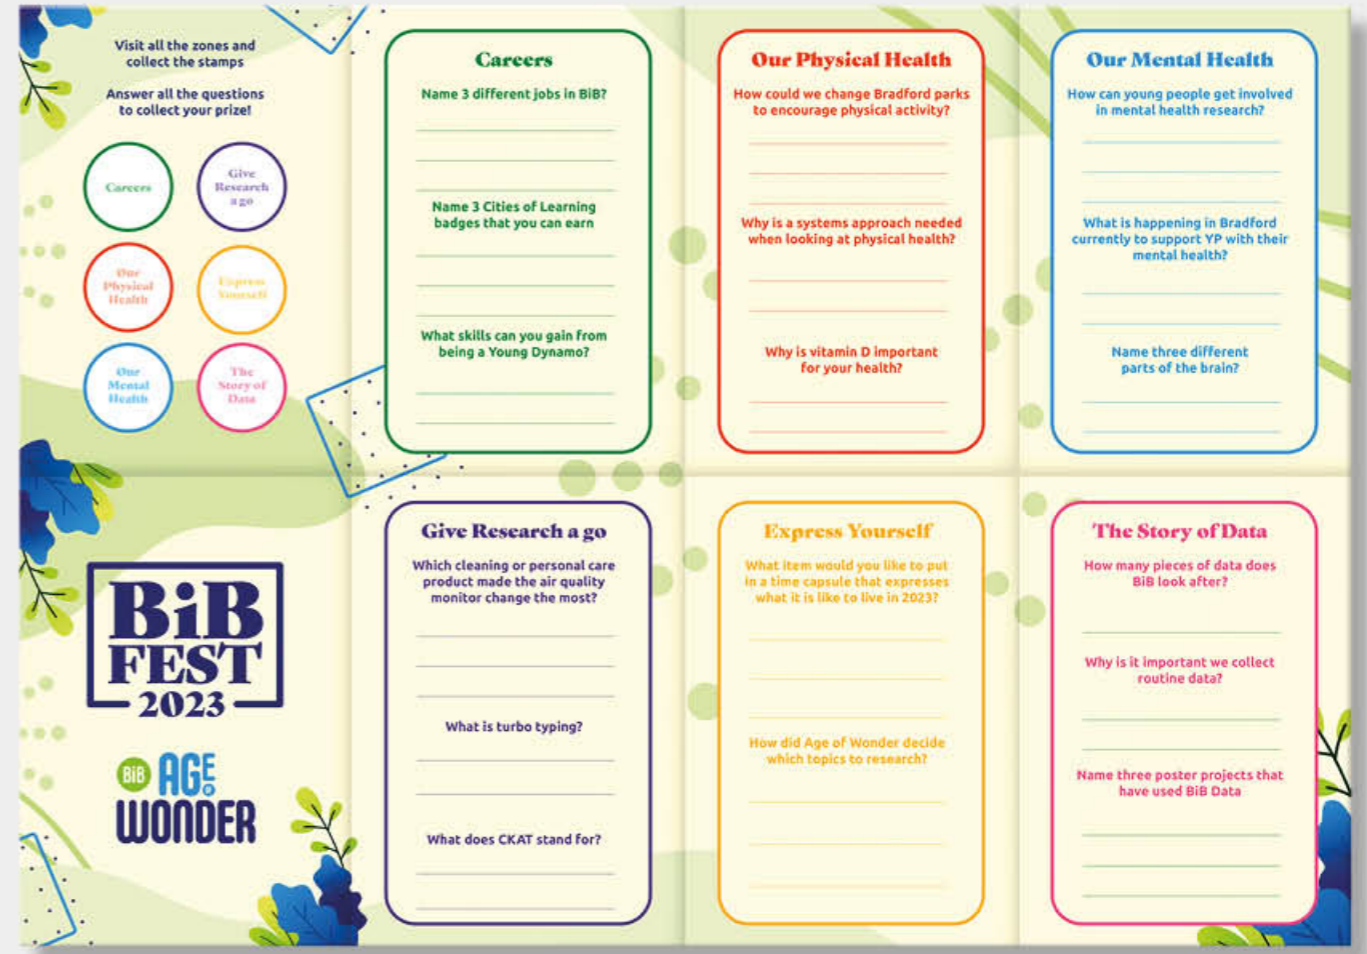 Visit all the zones and
collect the stamps
Answer all the questions
to collect your prize!
Careers
Give
Research
a go
Our
Physical
Health
Express
Yourself
Our
Mental
Health
The
Story of
Data
Careers
Name 3 different jobs in BiB?
Name 3 Cities of Learning
badges that you can earn
What skills can you gain from
being a Young Dynamo?
Our Physical Health
How could we change Bradford parks
to encourage physical activity?
Why is a systems approach needed
when looking at physical health?
Why is vitamin D important
for your health?
Our Mental Health
How can young people get involved
in mental health research?
What is happening in Bradford
currently to support YP with their
mental health?
Name three different
parts of the brain?
BiB
FEST
2023
BiB AGE
OF
WONDER
Give Research a go
Which cleaning or personal care
product made the air quality
monitor change the most?
What is turbo typing?
What does CKAT stand for?
Express Yourself
What item would you like to put
in a time capsule that expresses
what it is like to live in 2023?
How did Age of Wonder decide
which topics to research?
The Story of Data
How many pieces of data does
BiB look after?
Why is it important we collect
routine data?
Name three poster projects that
have used BiB Data